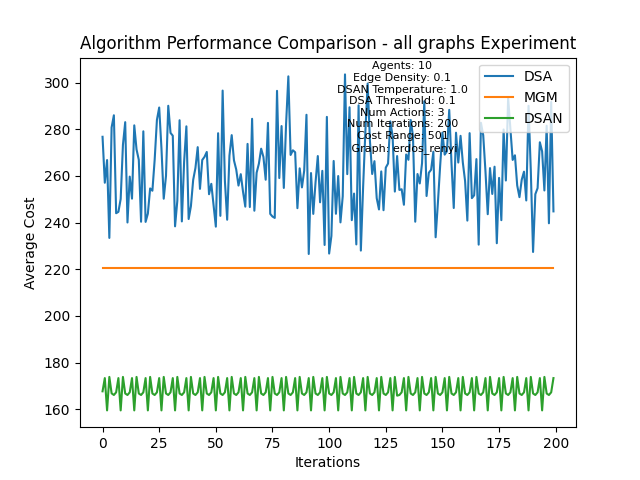 Algorithm Performance Comparison - all graphs Experiment
Agents: 10
Edge Density: 0.1
DSAN Temperature: 1.0
DSA Threshold: 0.1
Num Actions: 3
Num Iterations: 200
Cost Range: 501
Graph: erdos_renyi
DSA
MGM
DSAN
Average Cost
300
280
260
240
220
200
180
160
0 25 50 75 100 125 150 175 200
Iterations